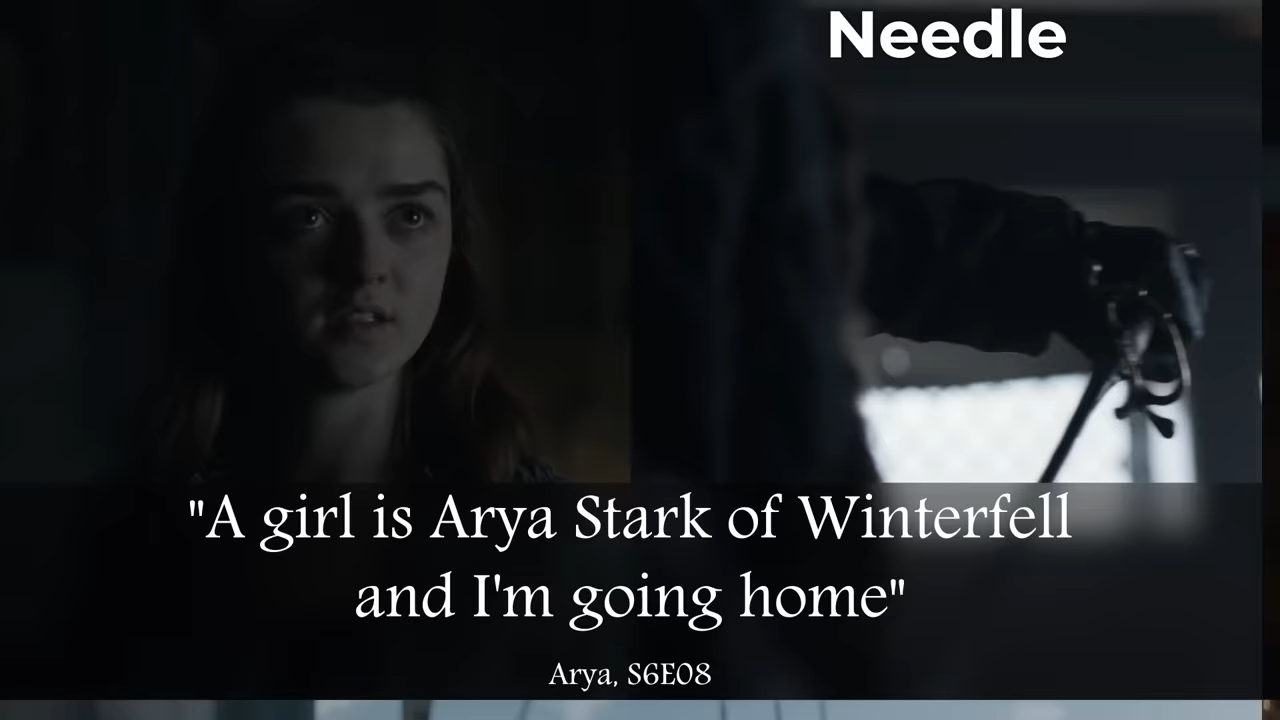 Needle
"A girl is Arya Stark of Winterfell
and I'm going home"
Arya, S6E08